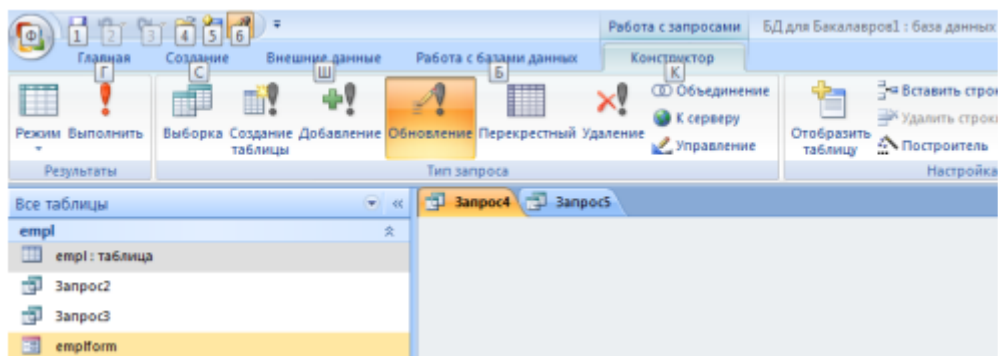 Ф
1 2 3 4 5 6
Работа с запросами БД для Бакалавров1 : база данных
Главная Создание Внешние данные Работа с базами данных Конструктор
Г С Ш Б К
Режим Выполнить
Выборка Создание таблицы Добавление Обновление Перекрестный Удаление
Объединение
К серверу
Управление
Отобразить таблицу
Вставить строки
Удалить строки
Построитель
Результаты Тип запроса Настройка
Все таблицы
Запрос4 Запрос5
empl
empl : таблица
Запрос2
Запрос3
emplform